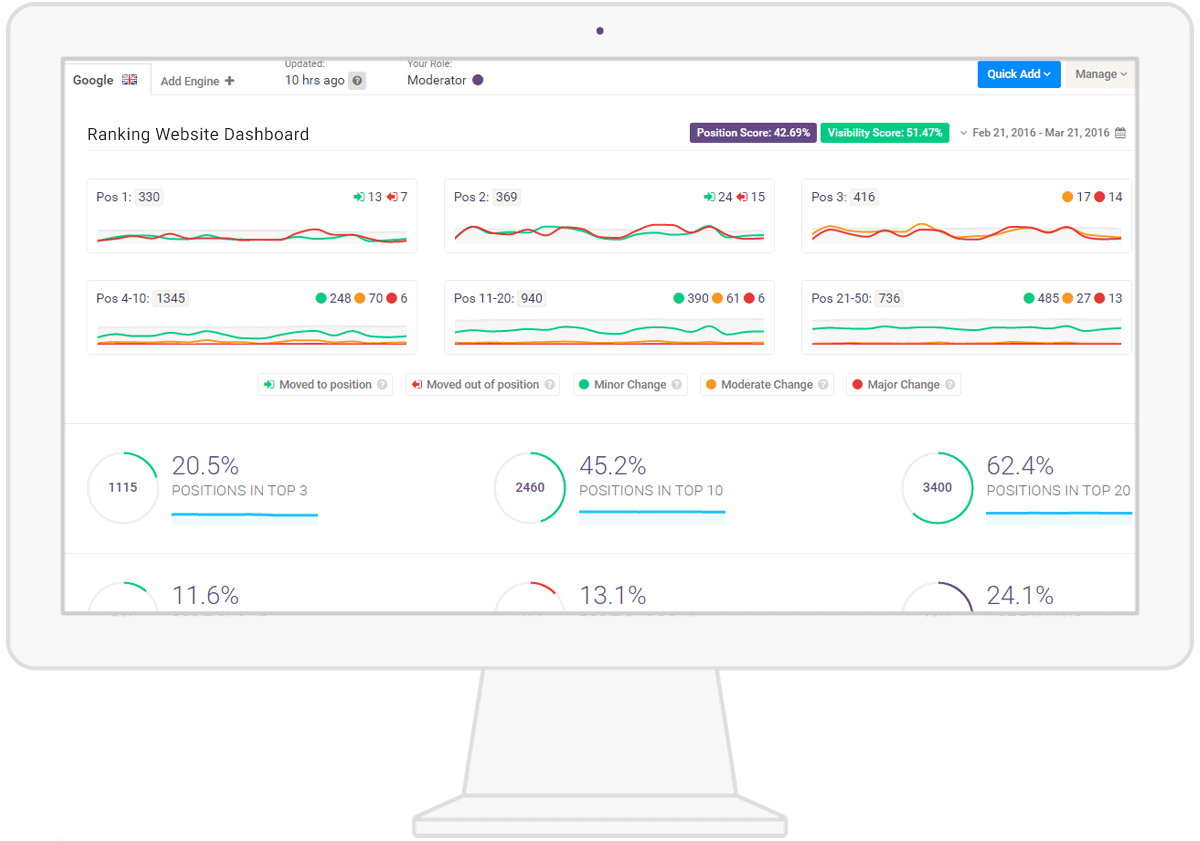 Google Add Engine + Updated: 10 hrs ago ? Your Role: Moderator Quick Add Manage
Ranking Website Dashboard Position Score: 42.69% Visibility Score: 51.47% Feb 21, 2016 - Mar 21, 2016
Pos 1: 330 13 7
Pos 2: 369 24 15
Pos 3: 416 17 14
Pos 4-10: 1345 248 70 6
Pos 11-20: 940 390 61 6
Pos 21-50: 736 485 27 13
Moved to position ? Moved out of position ? Minor Change ? Moderate Change ? Major Change ?
1115 20.5%
POSITIONS IN TOP 3
2460 45.2%
POSITIONS IN TOP 10
3400 62.4%
POSITIONS IN TOP 20
11.6%
13.1%
24.1%